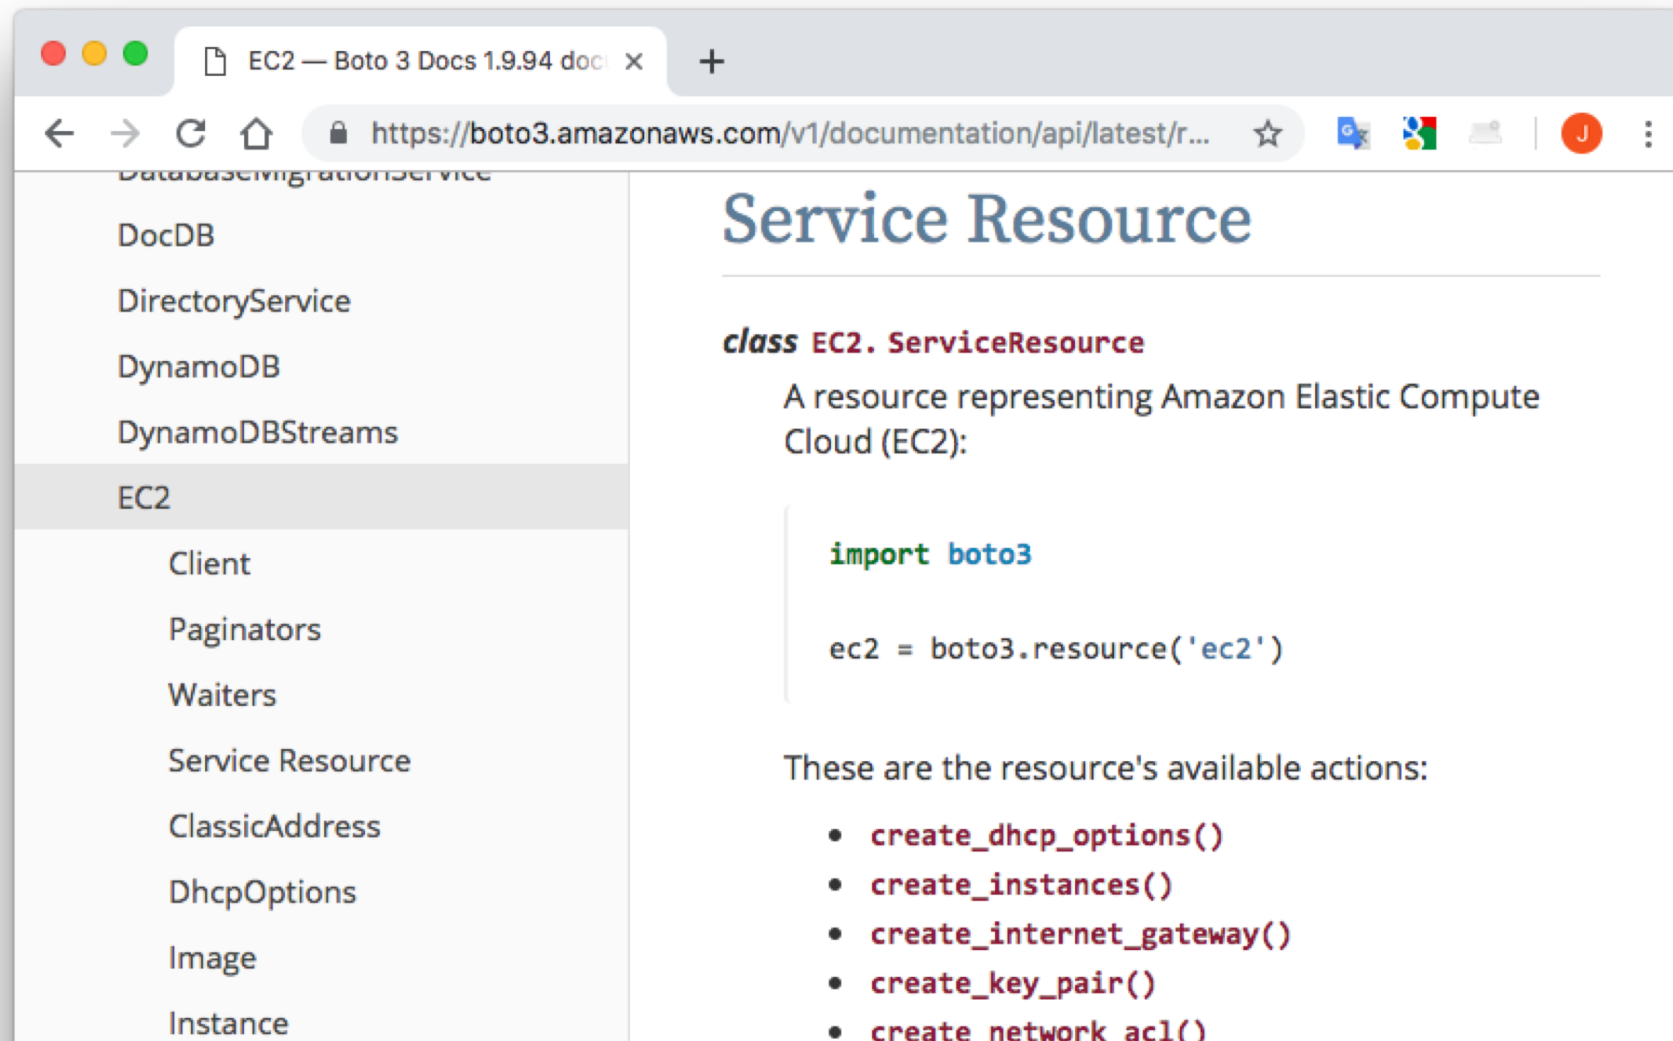 EC2 — Boto 3 Docs 1.9.94 doc
https://boto3.amazonaws.com/v1/documentation/api/latest/r...
J
DatabaseMigrationService
DocDB
DirectoryService
DynamoDB
DynamoDBStreams
EC2
Client
Paginators
Waiters
Service Resource
ClassicAddress
DhcpOptions
Image
Instance
Service Resource
class EC2. ServiceResource
A resource representing Amazon Elastic Compute
Cloud (EC2):
import boto3
ec2 = boto3.resource('ec2')
These are the resource's available actions:
• create_dhcp_options()
• create_instances()
• create_internet_gateway()
• create_key_pair()
• create_network_acl()